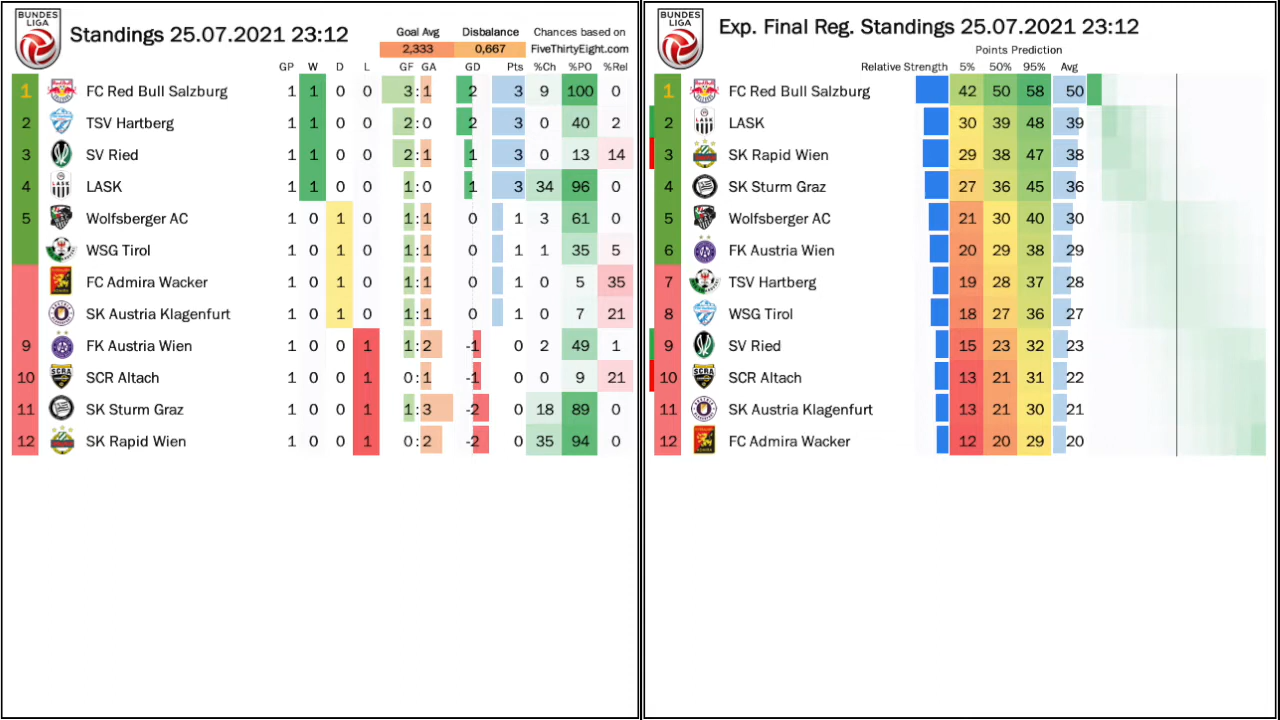 BUNDES LIGA
Standings 25.07.2021 23:12
Goal Avg Disbalance Chances based on
2,333 0,667 FiveThirtyEight.com
GP W D L GF GA GD Pts %Ch %PO %Rel
1 FC Red Bull Salzburg 1 1 0 0 3:1 2 3 9 100 0
2 TSV Hartberg 1 1 0 0 2:0 2 3 0 40 2
3 SV Ried 1 1 0 0 2:1 1 3 0 13 14
4 LASK 1 1 0 0 1:0 1 3 34 96 0
5 Wolfsberger AC 1 0 1 0 1:1 0 1 3 61 0
WSG Tirol 1 0 1 0 1:1 0 1 1 35 5
FC Admira Wacker 1 0 1 0 1:1 0 1 0 5 35
SK Austria Klagenfurt 1 0 1 0 1:1 0 1 0 7 21
9 FK Austria Wien 1 0 0 1 1:2 -1 0 2 49 1
10 SCR Altach 1 0 0 1 0:1 -1 0 0 9 21
11 SK Sturm Graz 1 0 0 1 1:3 -2 0 18 89 0
12 SK Rapid Wien 1 0 0 1 0:2 -2 0 35 94 0
BUNDES LIGA
Exp. Final Reg. Standings 25.07.2021 23:12
Points Prediction
Relative Strength 5% 50% 95% Avg
1 FC Red Bull Salzburg 42 50 58 50
2 LASK 30 39 48 39
3 SK Rapid Wien 29 38 47 38
4 SK Sturm Graz 27 36 45 36
5 Wolfsberger AC 21 30 40 30
6 FK Austria Wien 20 29 38 29
7 TSV Hartberg 19 28 37 28
8 WSG Tirol 18 27 36 27
9 SV Ried 15 23 32 23
10 SCR Altach 13 21 31 22
11 SK Austria Klagenfurt 13 21 30 21
12 FC Admira Wacker 12 20 29 20